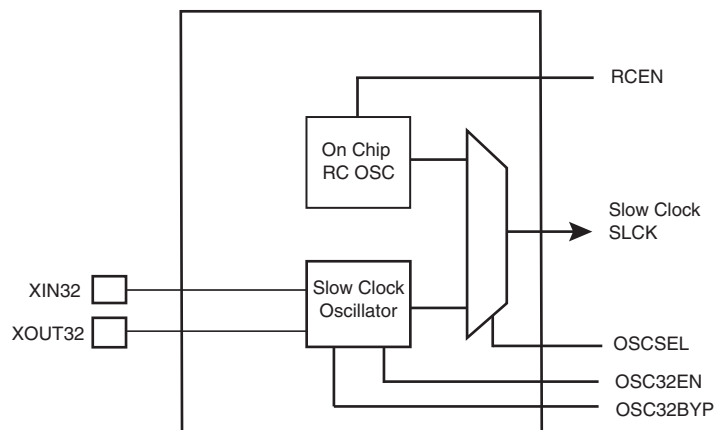 RCEN
On Chip
RC OSC
Slow Clock
SLCK
XIN32
Slow Clock
Oscillator
XOUT32
OSCSEL
OSC32EN
OSC32BYP